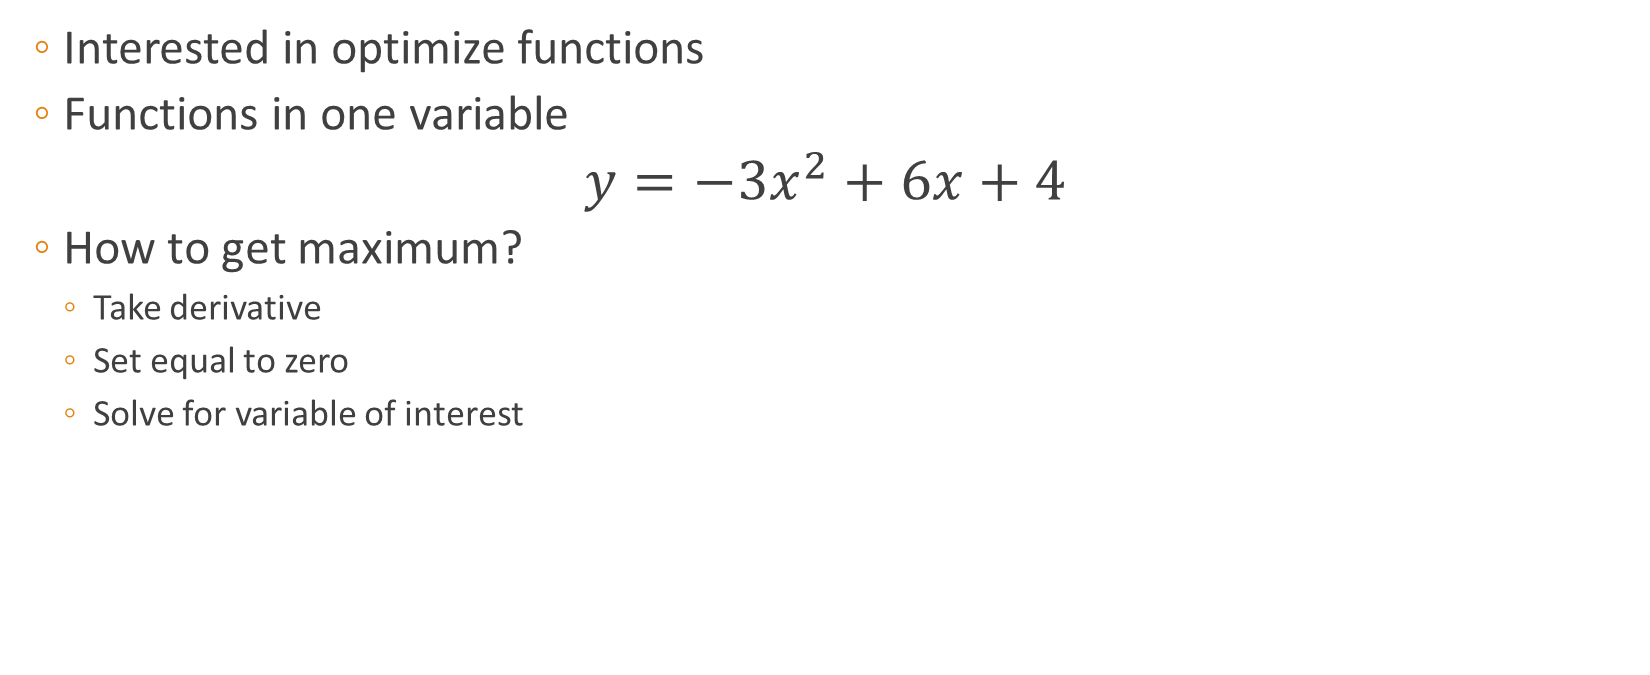 ◦ Interested in optimize functions
◦ Functions in one variable
y = −3x² + 6x + 4
◦ How to get maximum?
◦ Take derivative
◦ Set equal to zero
◦ Solve for variable of interest